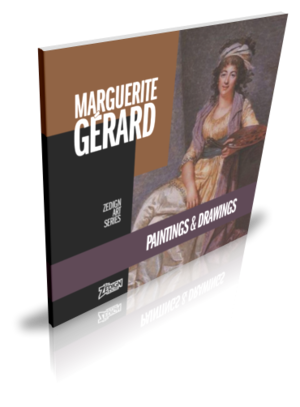 MARGUERITE
GÉRARD
ZEDIGN
ART
SERIES
PAINTINGS & DRAWINGS
ZEDIGN